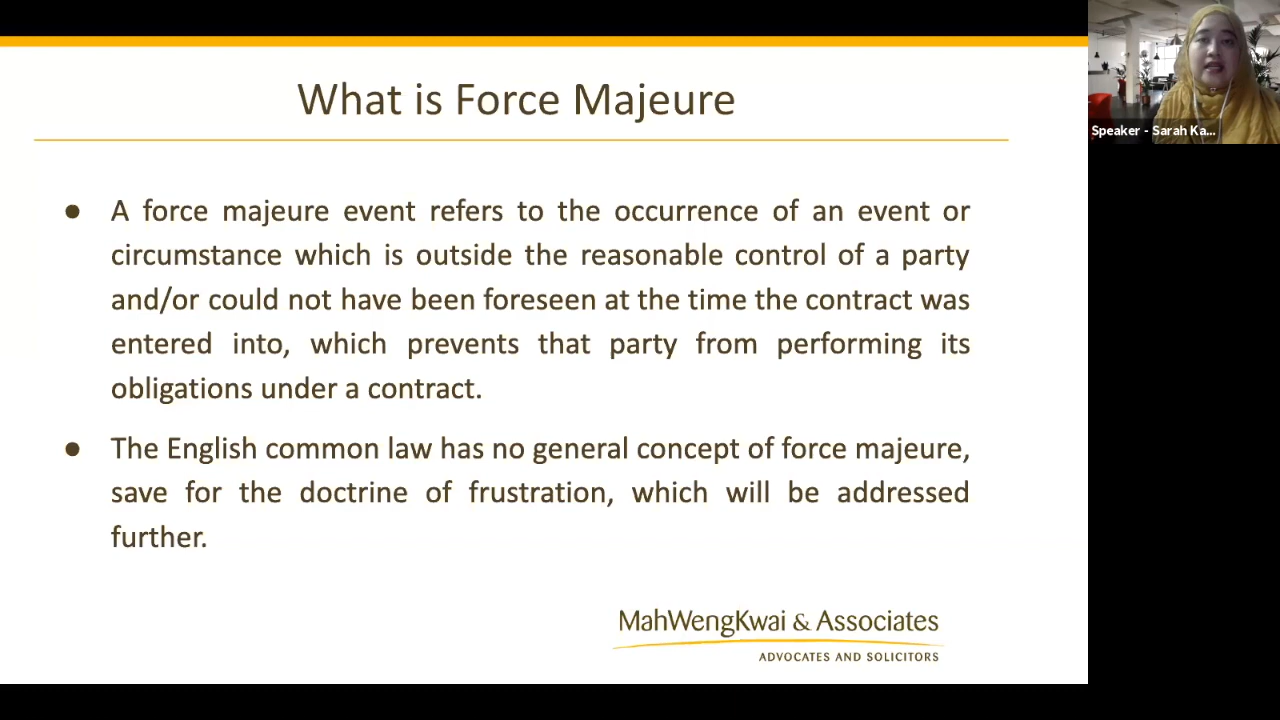 What is Force Majeure
● A force majeure event refers to the occurrence of an event or
circumstance which is outside the reasonable control of a party
and/or could not have been foreseen at the time the contract was
entered into, which prevents that party from performing its
obligations under a contract.
● The English common law has no general concept of force majeure,
save for the doctrine of frustration, which will be addressed
further.
MahWengKwai & Associates
ADVOCATES AND SOLICITORS
Speaker - Sarah Ka...